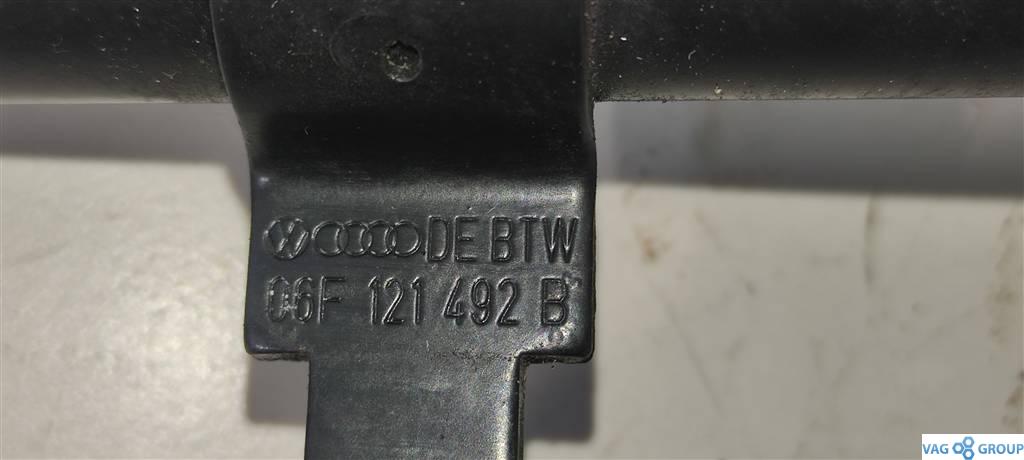 DE BTW
06F 121 492 B
VAG GROUP